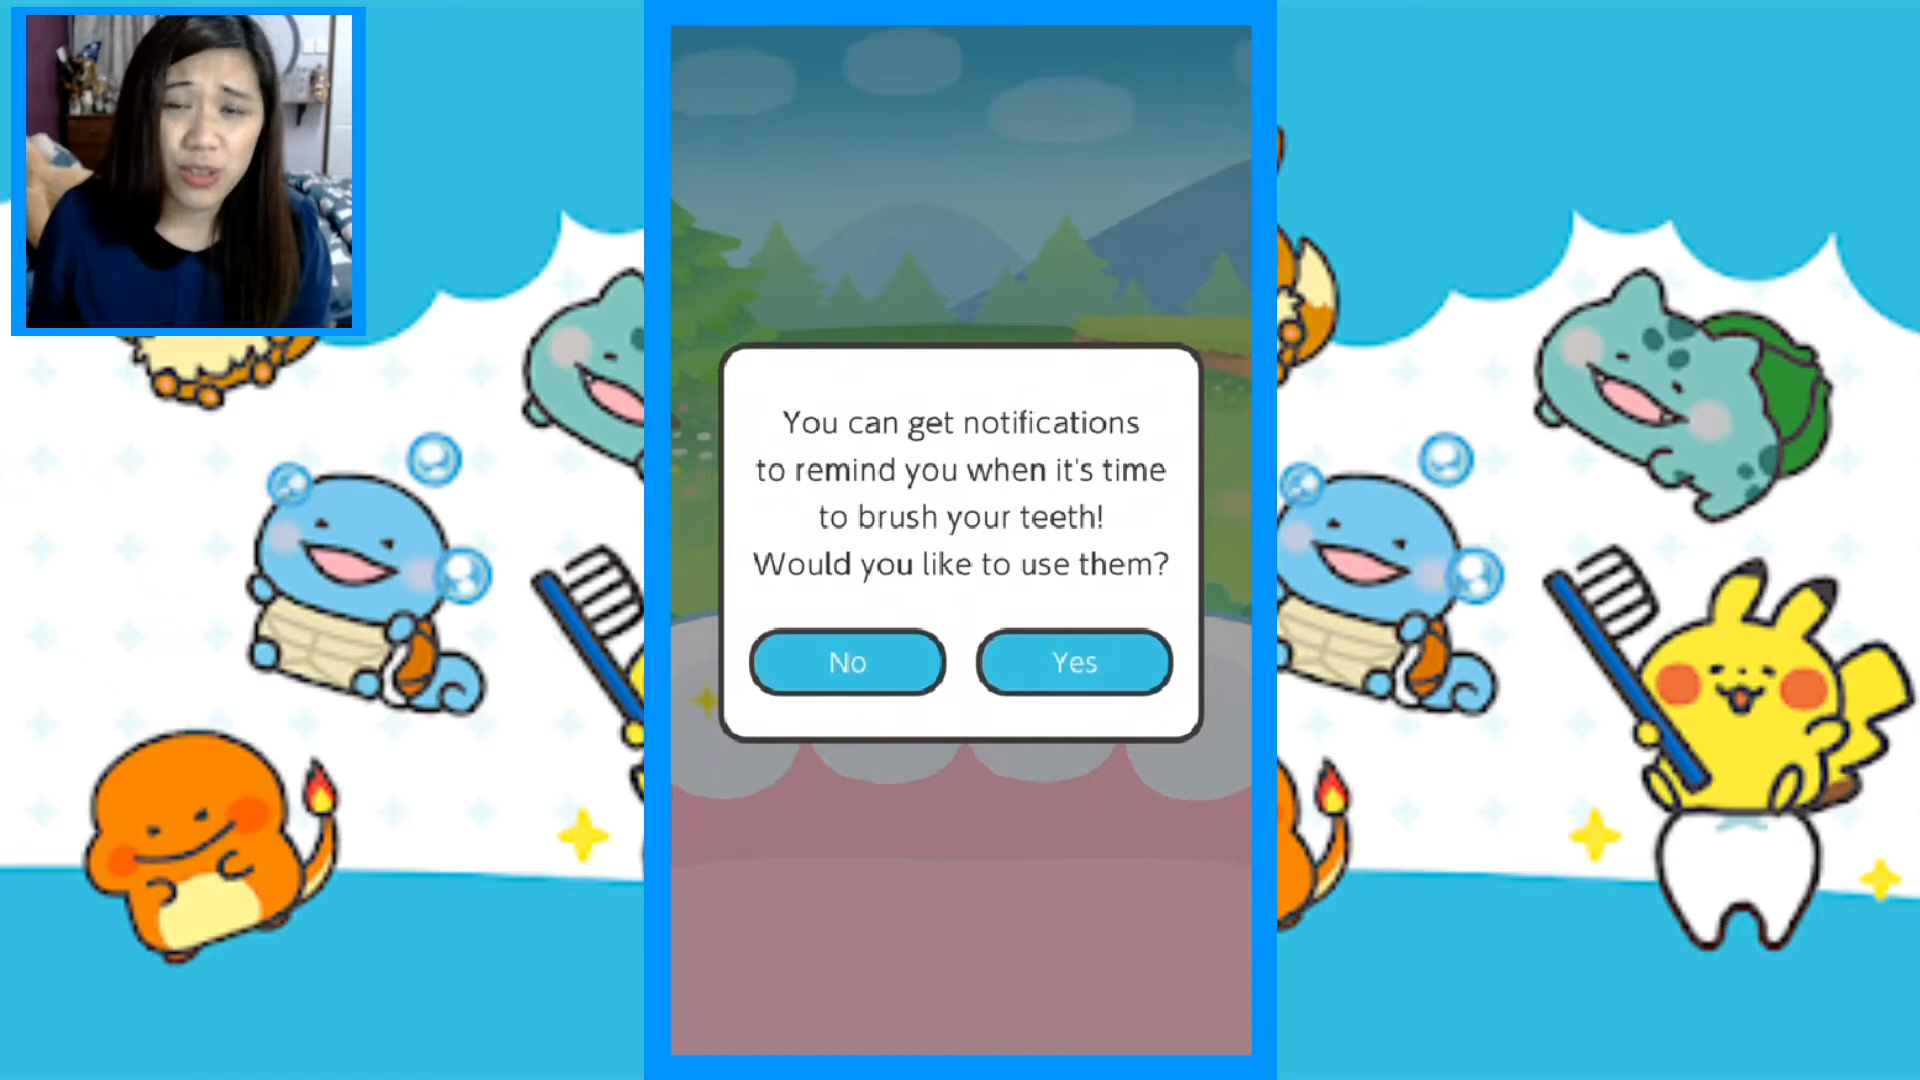 You can get notifications
to remind you when it's time
to brush your teeth!
Would you like to use them?
No
Yes